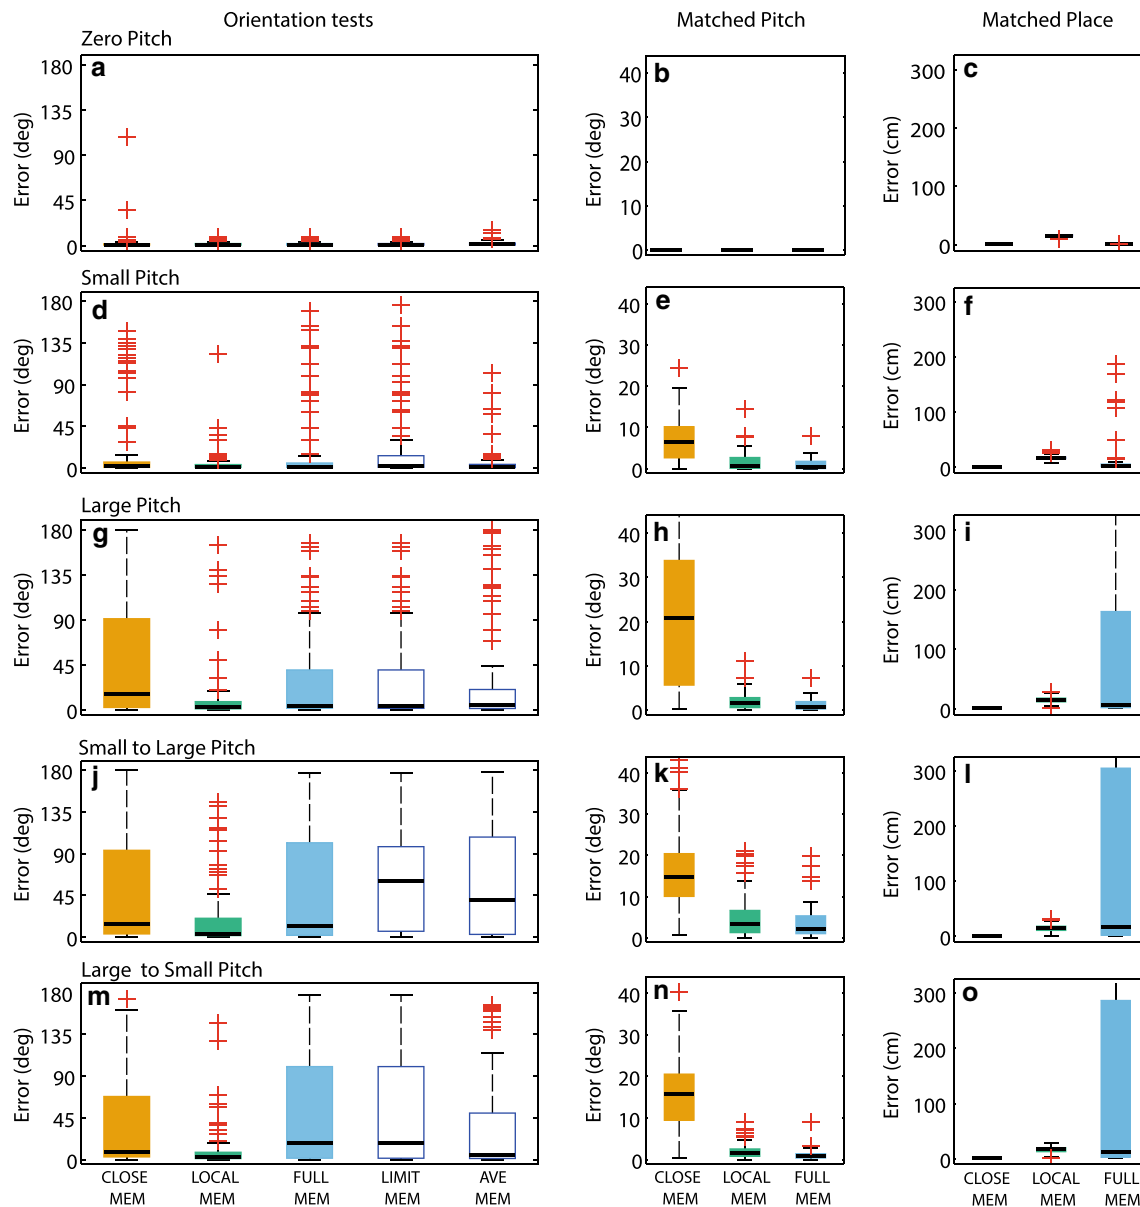 Orientation tests
Matched Pitch
Matched Place
Zero Pitch
a
Error (deg)
180
135
90
45
0
b
Error (deg)
40
30
20
10
0
c
Error (cm)
300
200
100
0
Small Pitch
d
Error (deg)
180
135
90
45
0
e
Error (deg)
40
30
20
10
0
f
Error (cm)
300
200
100
0
Large Pitch
g
Error (deg)
180
135
90
45
0
h
Error (deg)
40
30
20
10
0
i
Error (cm)
300
200
100
0
Small to Large Pitch
j
Error (deg)
180
135
90
45
0
k
Error (deg)
40
30
20
10
0
l
Error (cm)
300
200
100
0
Large to Small Pitch
m
Error (deg)
180
135
90
45
0
n
Error (deg)
40
30
20
10
0
o
Error (cm)
300
200
100
0
CLOSE MEM
LOCAL MEM
FULL MEM
LIMIT MEM
AVE MEM
CLOSE MEM
LOCAL MEM
FULL MEM
CLOSE MEM
LOCAL MEM
FULL MEM